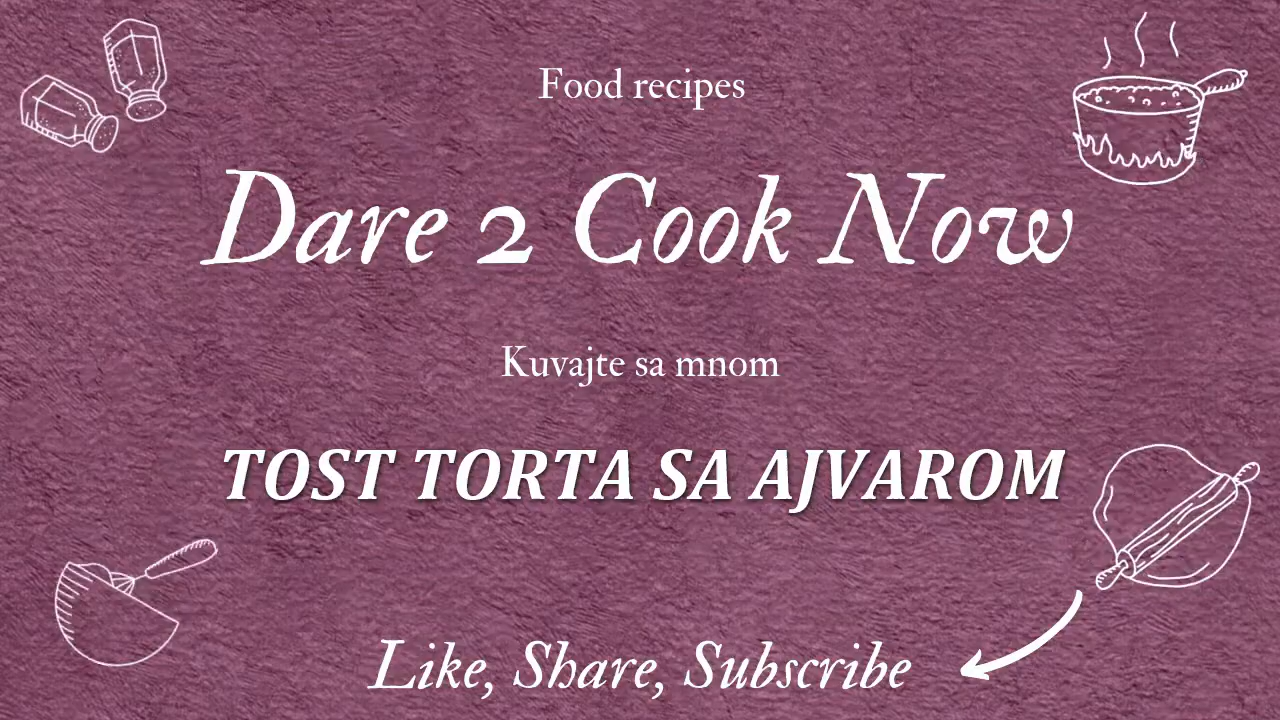 Food recipes
Dare 2 Cook Now
Kuvajte sa mnom
TOST TORTA SA AJVAROM
Like, Share, Subscribe